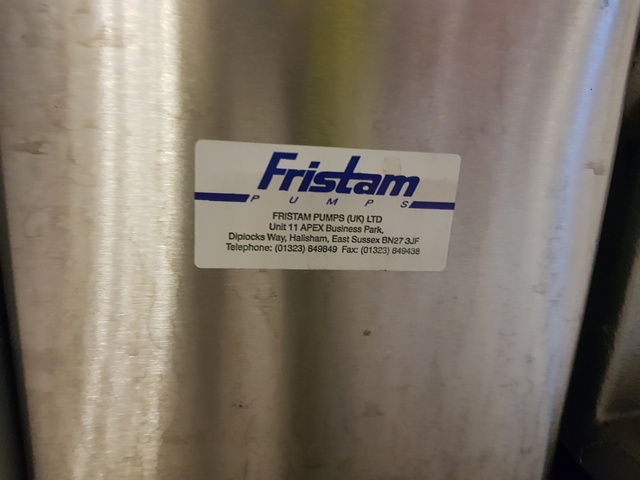 Fristam
PUMPS
FRISTAM PUMPS (UK) LTD
Unit 11 APEX Business Park,
Diplocks Way, Hailsham, East Sussex BN27 3JF
Telephone: (01323) 849849 Fax: (01323) 849438